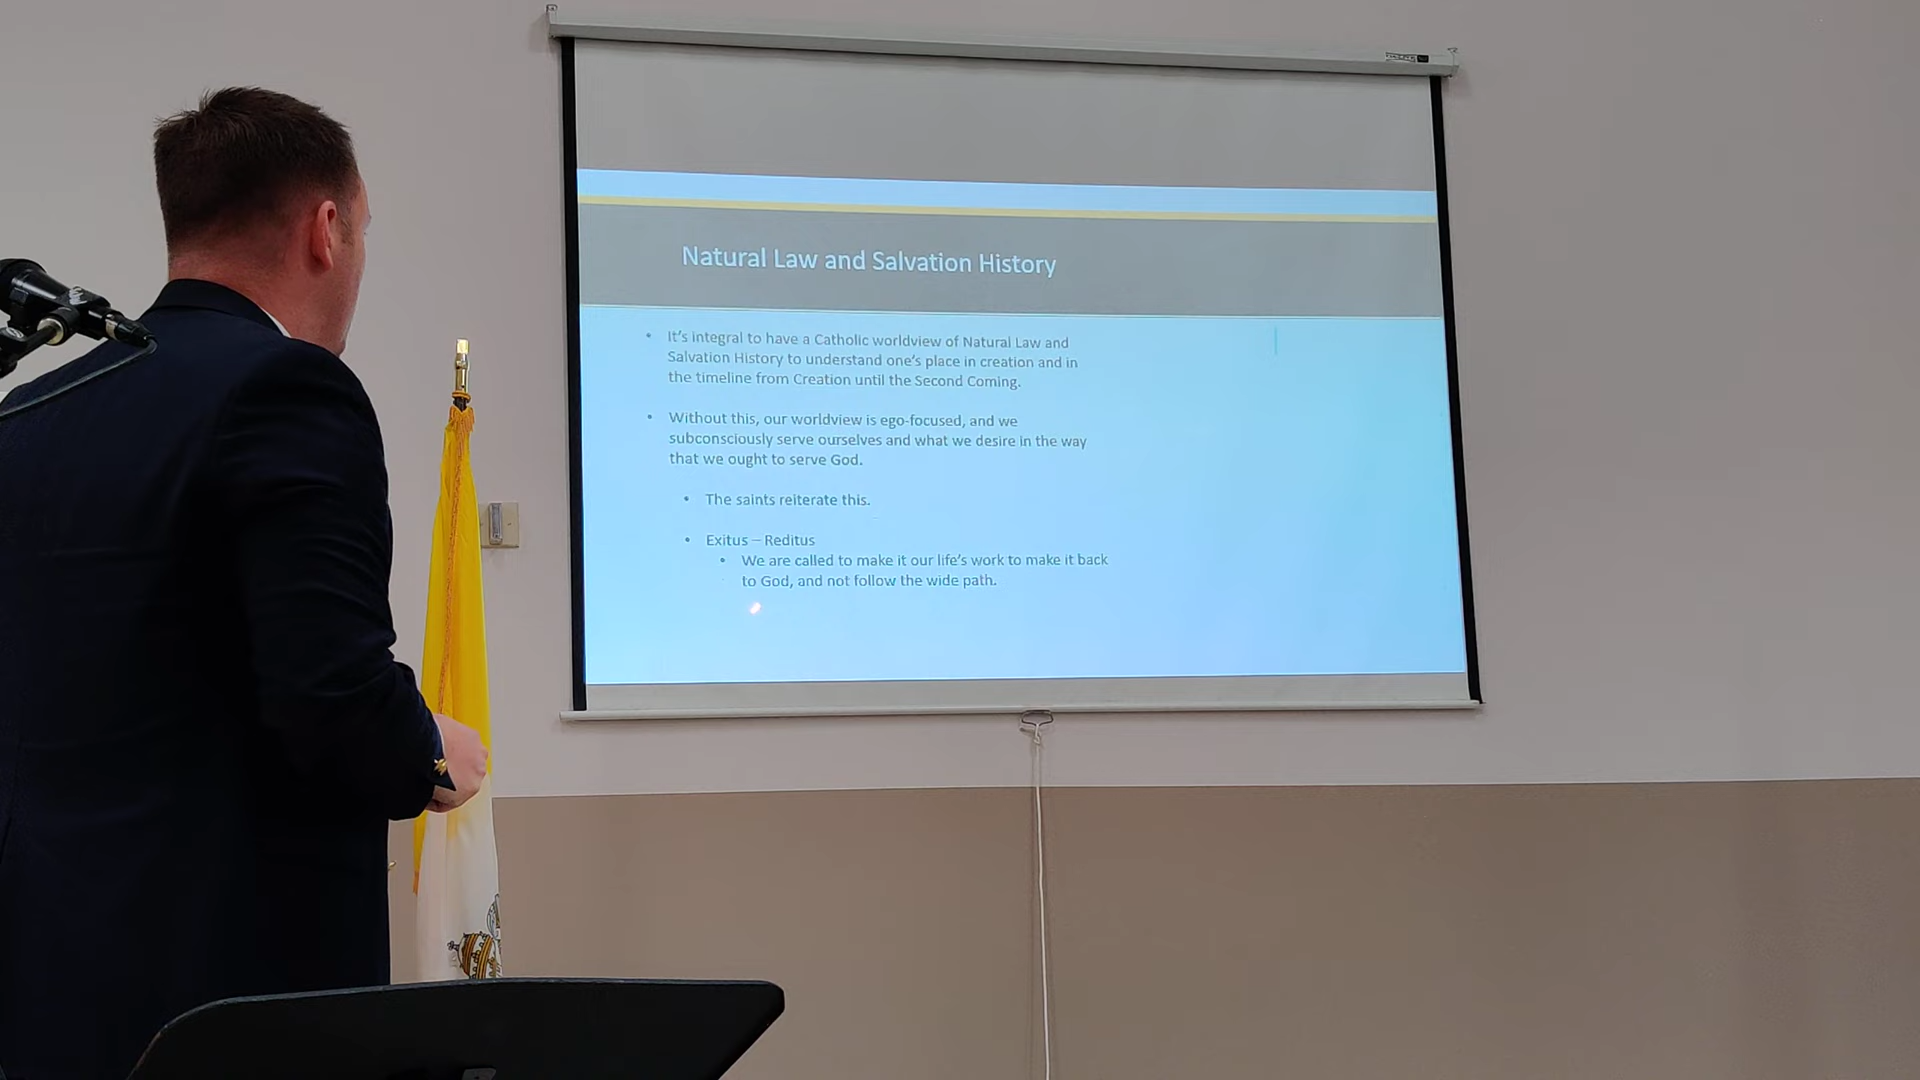 Natural Law and Salvation History
• It's integral to have a Catholic worldview of Natural Law and
Salvation History to understand one's place in creation and in
the timeline from Creation until the Second Coming.
• Without this, our worldview is ego-focused, and we
subconsciously serve ourselves and what we desire in the way
that we ought to serve God.
• The saints reiterate this.
• Exitus – Reditus
• We are called to make it our life's work to make it back
to God, and not follow the wide path.